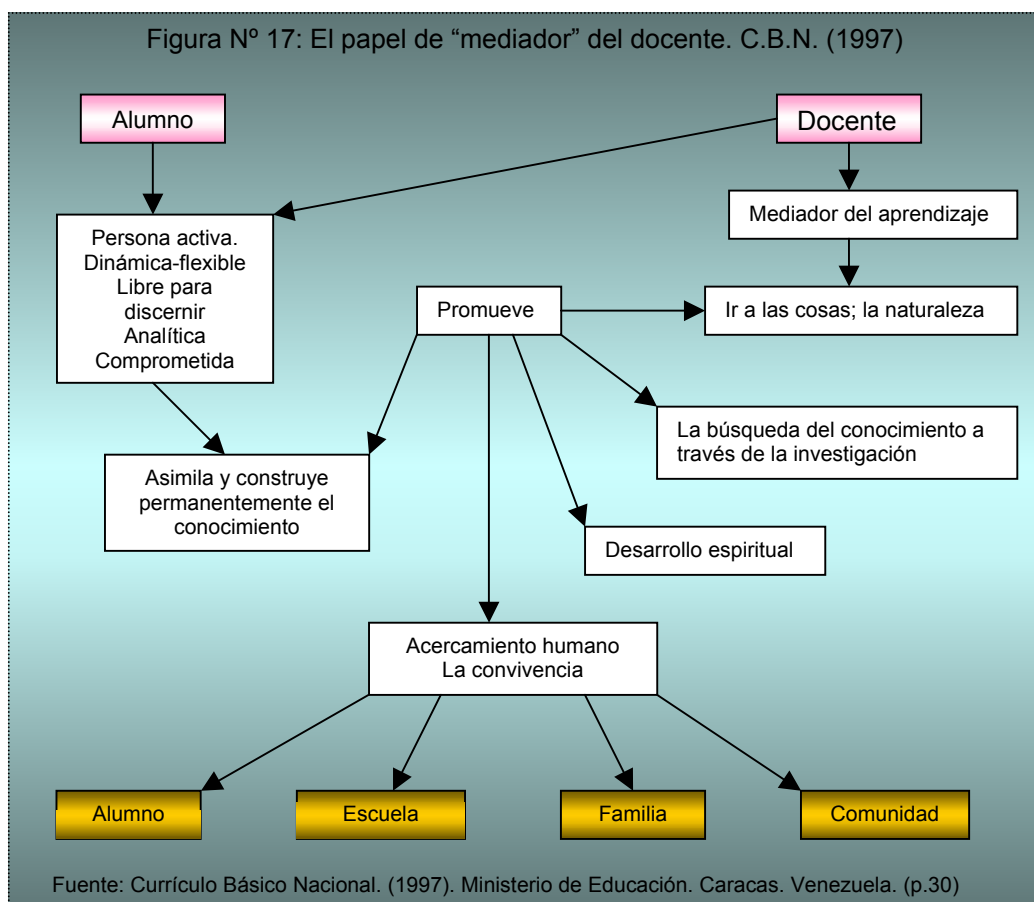 Figura Nº 17: El papel de “mediador” del docente. C.B.N. (1997)
Alumno
Docente
Mediador del aprendizaje
Persona activa.
Dinámica-flexible
Libre para
discernir
Analítica
Comprometida
Promueve
Ir a las cosas; la naturaleza
La búsqueda del conocimiento a
través de la investigación
Asimila y construye
permanentemente el
conocimiento
Desarrollo espiritual
Acercamiento humano
La convivencia
Alumno
Escuela
Familia
Comunidad
Fuente: Currículo Básico Nacional. (1997). Ministerio de Educación. Caracas. Venezuela. (p.30)